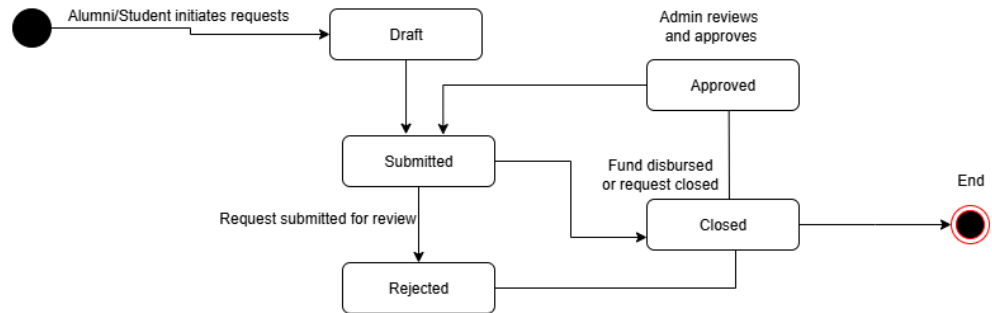 Alumni/Student initiates requests
Draft
Admin reviews
and approves
Approved
Submitted
Fund disbursed
or request closed
End
Request submitted for review
Closed
Rejected